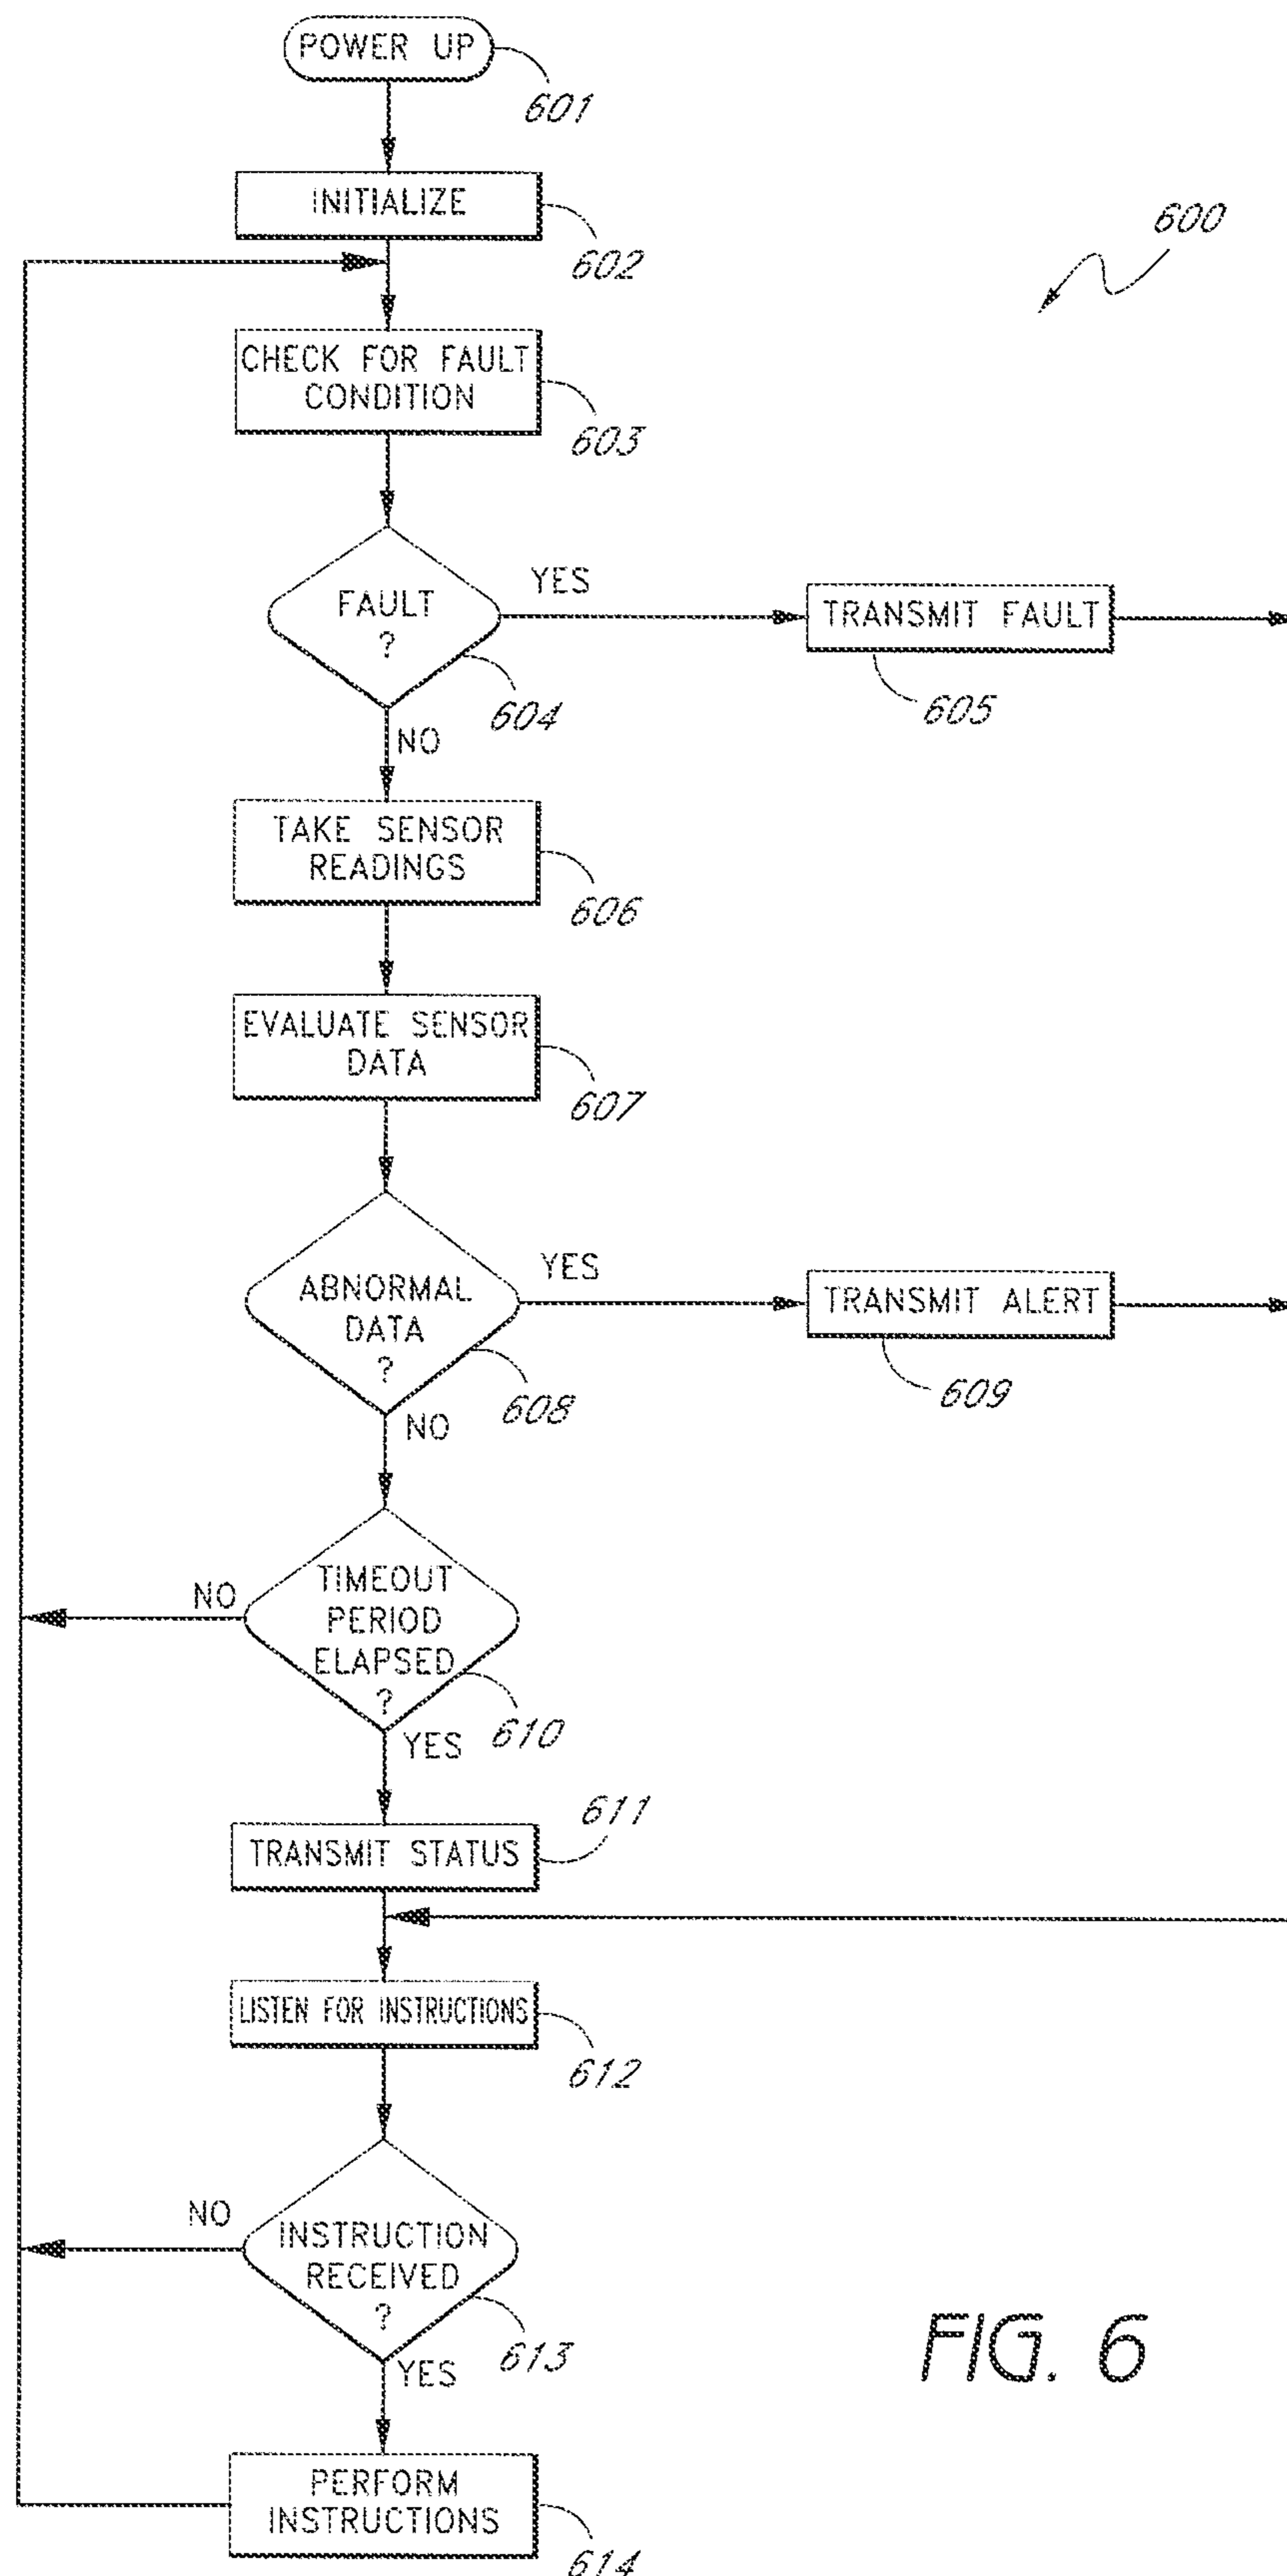 POWER UP
601
INITIALIZE
602
600
CHECK FOR FAULT
CONDITION
603
FAULT
?
YES
604
NO
TRANSMIT FAULT
605
TAKE SENSOR
READINGS
606
EVALUATE SENSOR
DATA
607
ABNORMAL
DATA
?
YES
608
NO
TRANSMIT ALERT
609
TIMEOUT
PERIOD
ELAPSED
?
NO
610
YES
611
TRANSMIT STATUS
LISTEN FOR INSTRUCTIONS
612
NO
INSTRUCTION
RECEIVED
?
613
YES
PERFORM
INSTRUCTIONS
614
FIG. 6